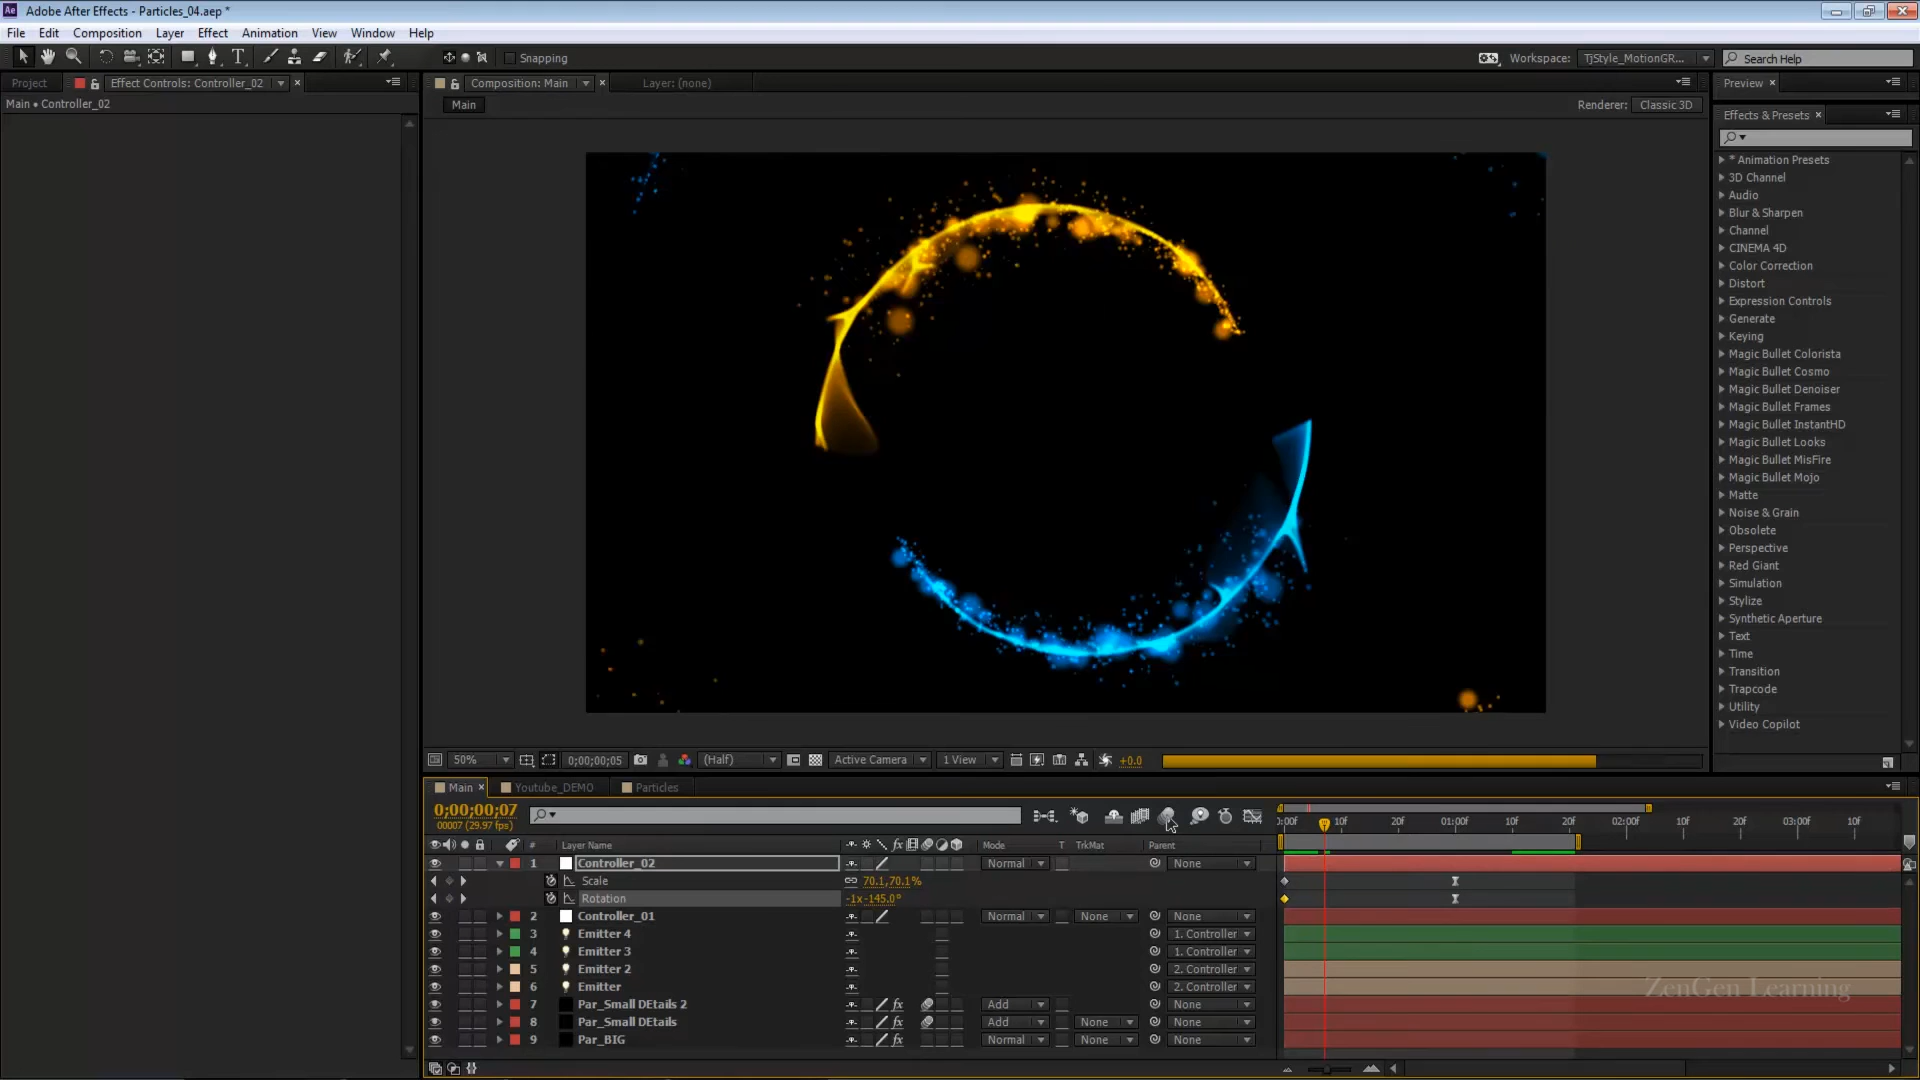 Adobe After Effects - Particles_04.aep *
File Edit Composition Layer Effect Animation View Window Help
Snapping
Workspace: TjStyle_MotionGR...
Search Help
Project
Effect Controls: Controller_02
Composition: Main
Layer: (none)
Preview
Main • Controller_02
Main
Renderer: Classic 3D
Effects & Presets
* Animation Presets
3D Channel
Audio
Blur & Sharpen
Channel
CINEMA 4D
Color Correction
Distort
Expression Controls
Generate
Keying
Magic Bullet Colorista
Magic Bullet Cosmo
Magic Bullet Denoiser
Magic Bullet Frames
Magic Bullet InstantHD
Magic Bullet Looks
Magic Bullet MisFire
Magic Bullet Mojo
Matte
Noise & Grain
Obsolete
Perspective
Red Giant
Simulation
Stylize
Synthetic Aperture
Text
Time
Transition
Trapcode
Utility
Video Copilot
50% 0;00;00;05 (Half) Active Camera 1 View +0.0
Main Youtube_DEMO Particles
0;00;00;07
00007 (29.97 fps)
0:00f 10f 20f 01:00f 10f 20f 02:00f 10f 20f 03:00f 10f
# Layer Name fx Mode T TrkMat Parent
1 Controller_02 Normal None
Scale 70.1,70.1%
Rotation -1x-145.0°
2 Controller_01 Normal None None
3 Emitter 4 1. Controller
4 Emitter 3 1. Controller
5 Emitter 2 2. Controller
6 Emitter 2. Controller
7 Par_Small DEtails 2 fx Add None
8 Par_Small DEtails fx Add None None
9 Par_BIG fx Normal None None
ZenGen Learning